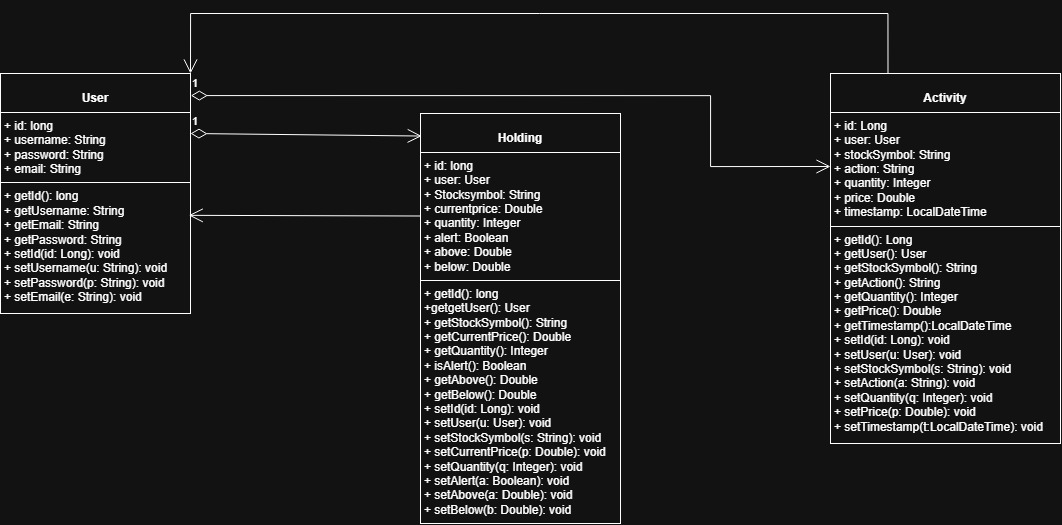 User
+ id: long
+ username: String
+ password: String
+ email: String
+ getId(): long
+ getUsername: String
+ getEmail: String
+ getPassword: String
+ setId(id: Long): void
+ setUsername(u: String): void
+ setPassword(p: String): void
+ setEmail(e: String): void
1
1
Holding
+ id: long
+ user: User
+ Stocksymbol: String
+ currentprice: Double
+ quantity: Integer
+ alert: Boolean
+ above: Double
+ below: Double
+ getId(): long
+getgetUser(): User
+ getStockSymbol(): String
+ getCurrentPrice(): Double
+ getQuantity(): Integer
+ isAlert(): Boolean
+ getAbove(): Double
+ getBelow(): Double
+ setId(id: Long): void
+ setUser(u: User): void
+ setStockSymbol(s: String): void
+ setCurrentPrice(p: Double): void
+ setQuantity(q: Integer): void
+ setAlert(a: Boolean): void
+ setAbove(a: Double): void
+ setBelow(b: Double): void
Activity
+ id: Long
+ user: User
+ stockSymbol: String
+ action: String
+ quantity: Integer
+ price: Double
+ timestamp: LocalDateTime
+ getId(): Long
+ getUser(): User
+ getStockSymbol(): String
+ getAction(): String
+ getQuantity(): Integer
+ getPrice(): Double
+ getTimestamp():LocalDateTime
+ setId(id: Long): void
+ setUser(u: User): void
+ setStockSymbol(s: String): void
+ setAction(a: String): void
+ setQuantity(q: Integer): void
+ setPrice(p: Double): void
+ setTimestamp(t:LocalDateTime): void